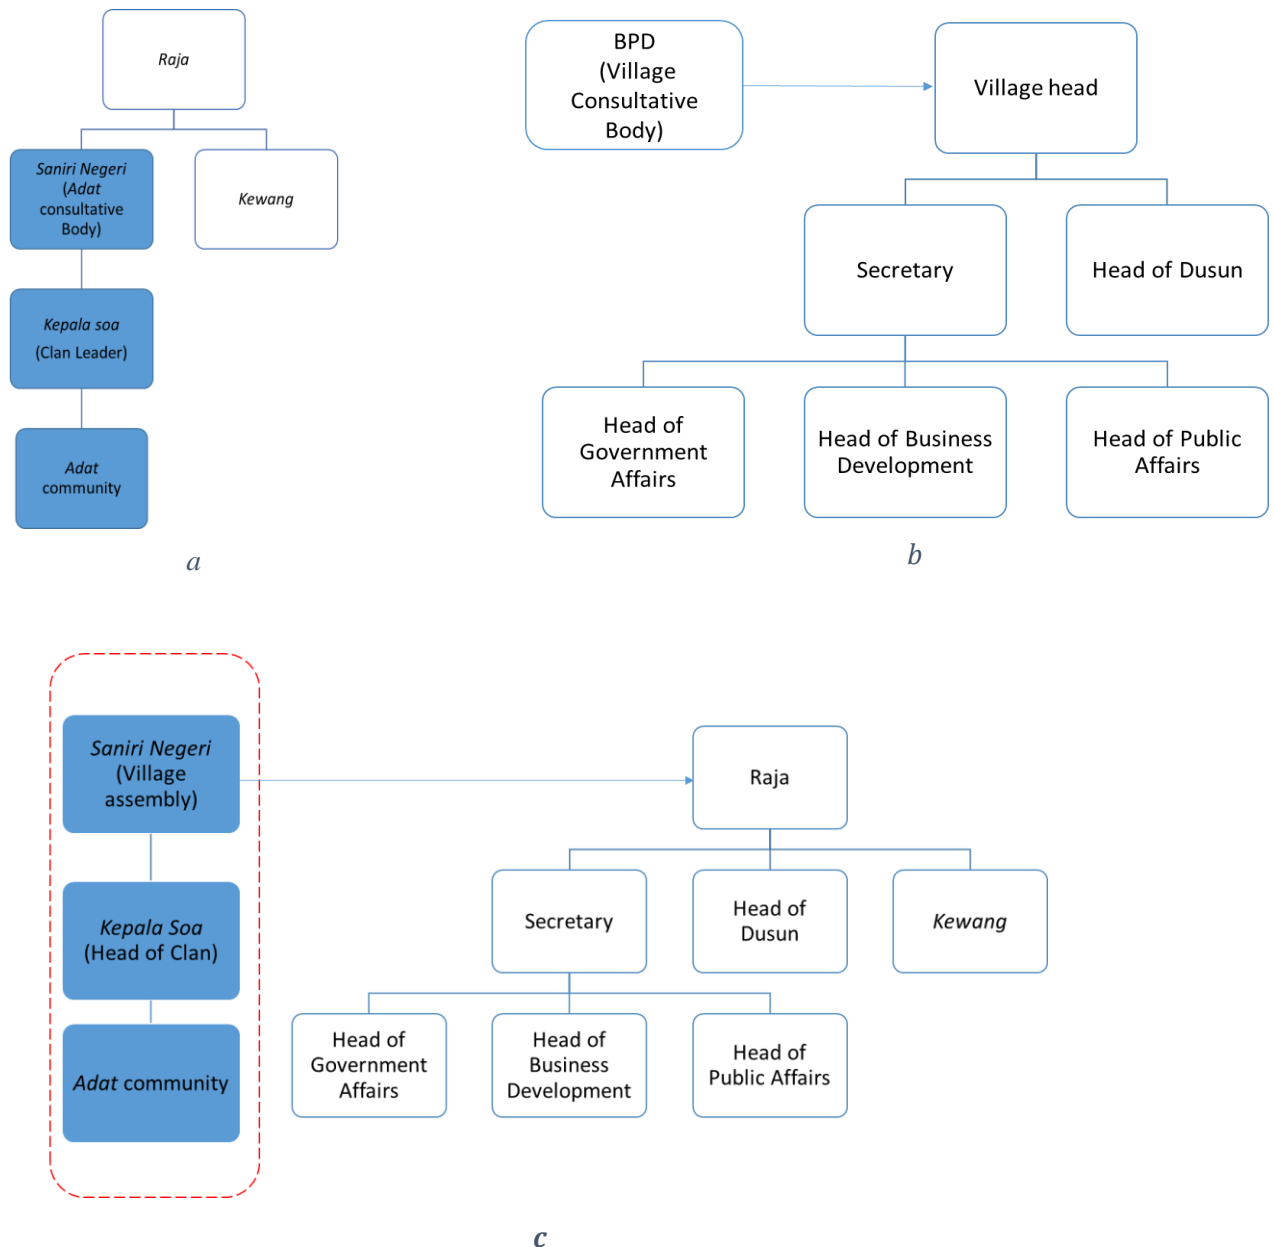 Raja
Saniri Negeri
(Adat
consultative
Body)
Kewang
Kepala soa
(Clan Leader)
Adat
community
a
BPD
(Village
Consultative
Body)
Village head
Secretary
Head of Dusun
Head of
Government
Affairs
Head of Business
Development
Head of Public
Affairs
b
Saniri Negeri
(Village
assembly)
Kepala Soa
(Head of Clan)
Adat community
Raja
Secretary
Head of
Dusun
Kewang
Head of
Government
Affairs
Head of
Business
Development
Head of
Public Affairs
c